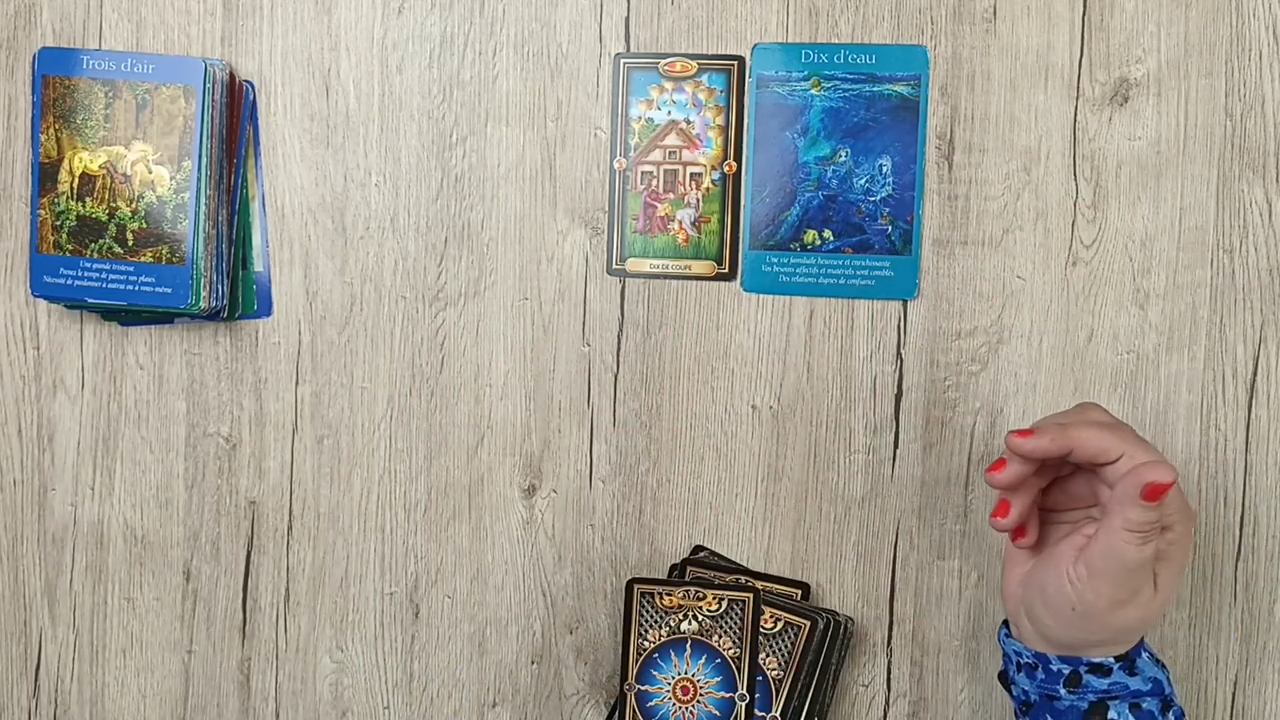 Trois d'air
Une grande tristesse
Prenez le temps de panser vos plaies
Nécessité de pardonner à autrui ou à vous-même
DIX DE COUPE
Dix d'eau
Une vie familiale heureuse et enrichissante
Vos besoins affectifs et matériels sont comblés
Des relations dignes de confiance